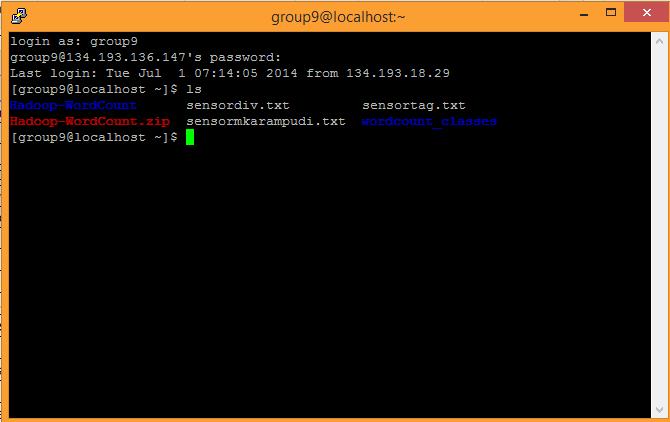 group9@localhost:~
login as: group9
group9@134.193.136.147's password:
Last login: Tue Jul  1 07:14:05 2014 from 134.193.18.29
[group9@localhost ~]$ ls
Hadoop-WordCount      sensordiv.txt         sensortag.txt
Hadoop-WordCount.zip  sensormkarampudi.txt  wordcount_classes
[group9@localhost ~]$